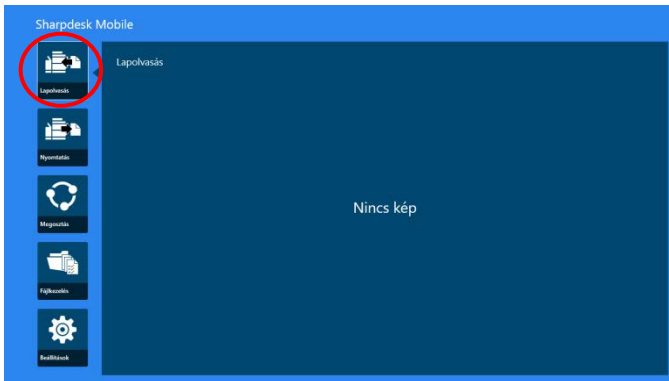 Sharpdesk Mobile
Lapolvasás
Lapolvasás
Nyomtatás
Megosztás
Fájlkezelés
Beállítások
Nincs kép